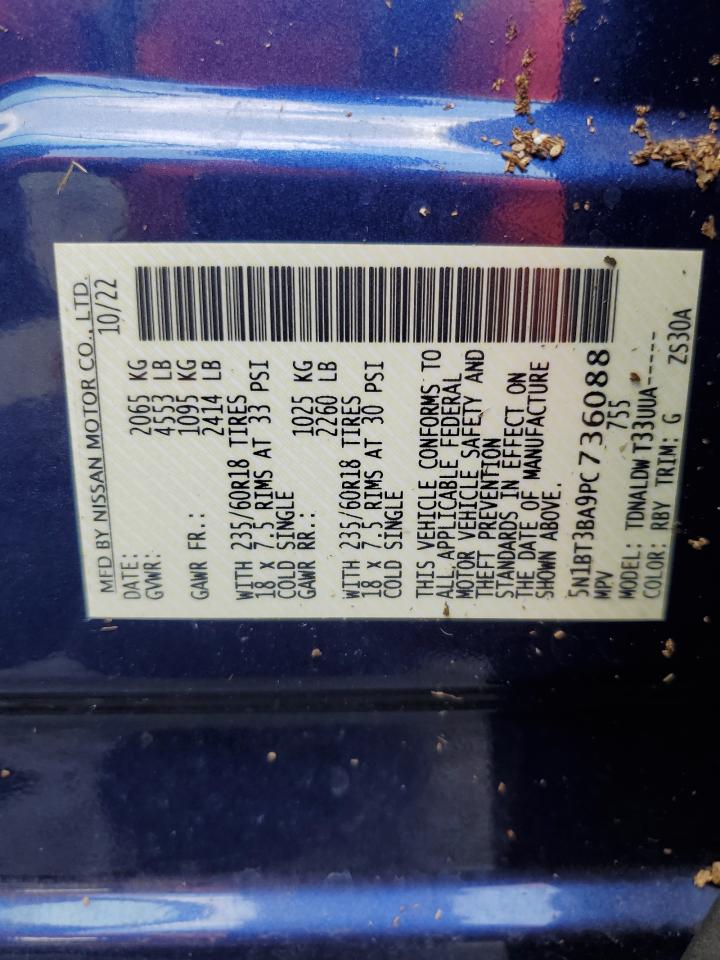 MFD BY NISSAN MOTOR CO., LTD.
DATE: 10/22
GVWR: 2065 KG
4553 LB
GAWR FR.: 1095 KG
2414 LB
WITH 235/60R18 TIRES
18 X 7.5 RIMS AT 33 PSI
COLD SINGLE
GAWR RR.: 1025 KG
2260 LB
WITH 235/60R18 TIRES
18 X 7.5 RIMS AT 30 PSI
COLD SINGLE
THIS VEHICLE CONFORMS TO
ALL APPLICABLE FEDERAL
MOTOR VEHICLE SAFETY AND
THEFT PREVENTION
STANDARDS IN EFFECT ON
THE DATE OF MANUFACTURE
SHOWN ABOVE.
5N1BT3BA9PC736088
MPV 755
MODEL: TDNALDWT33UUA-----
COLOR: RBY TRIM: G ZS30A